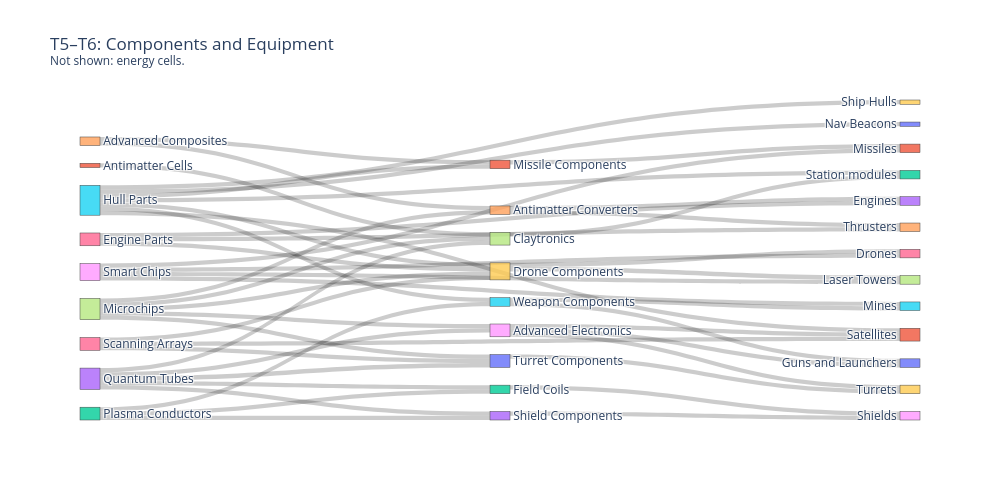 T5–T6: Components and Equipment
Not shown: energy cells.
Advanced Composites
Antimatter Cells
Hull Parts
Engine Parts
Smart Chips
Microchips
Scanning Arrays
Quantum Tubes
Plasma Conductors
Missile Components
Antimatter Converters
Claytronics
Drone Components
Weapon Components
Advanced Electronics
Turret Components
Field Coils
Shield Components
Ship Hulls
Nav Beacons
Missiles
Station modules
Engines
Thrusters
Drones
Laser Towers
Mines
Satellites
Guns and Launchers
Turrets
Shields